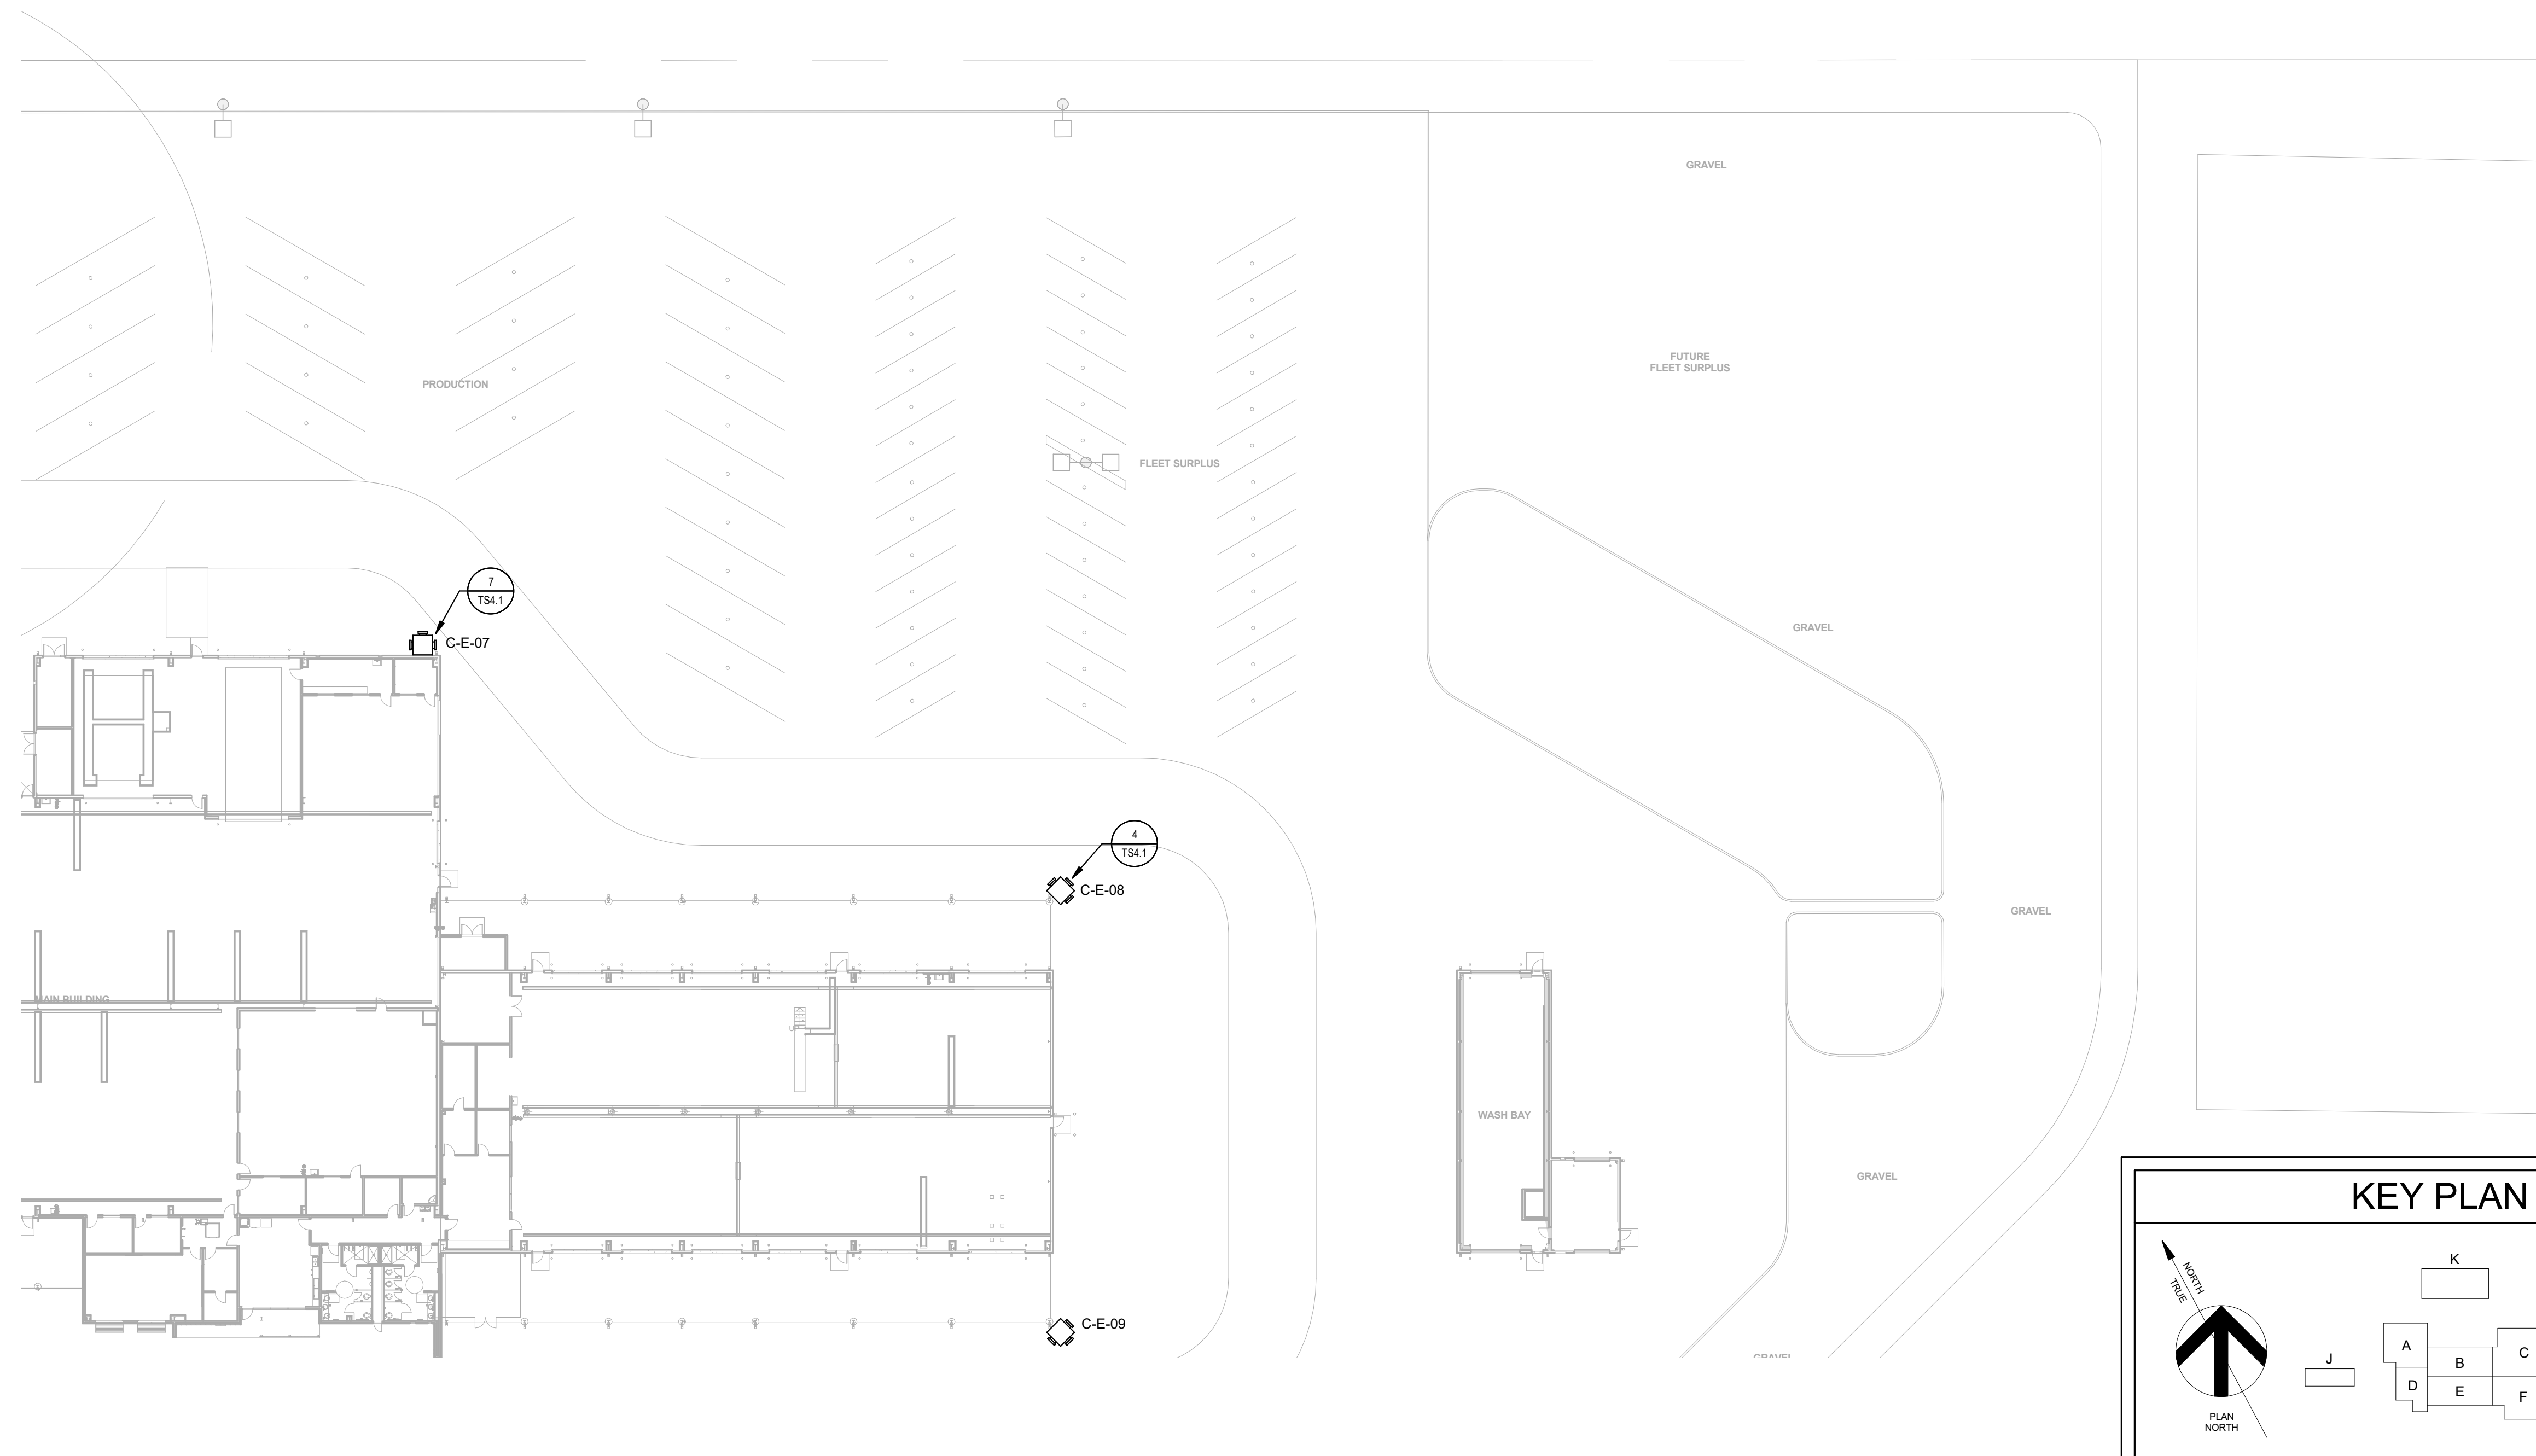 GRAVEL
FUTURE
FLEET SURPLUS
PRODUCTION
FLEET SURPLUS
7
TS4.1
C-E-07
GRAVEL
4
TS4.1
C-E-08
GRAVEL
MAIN BUILDING
WASH BAY
GRAVEL
C-E-09
GRAVEL
KEY PLAN
NORTH
TRUE
PLAN
NORTH
K
J
A
B
C
D
E
F